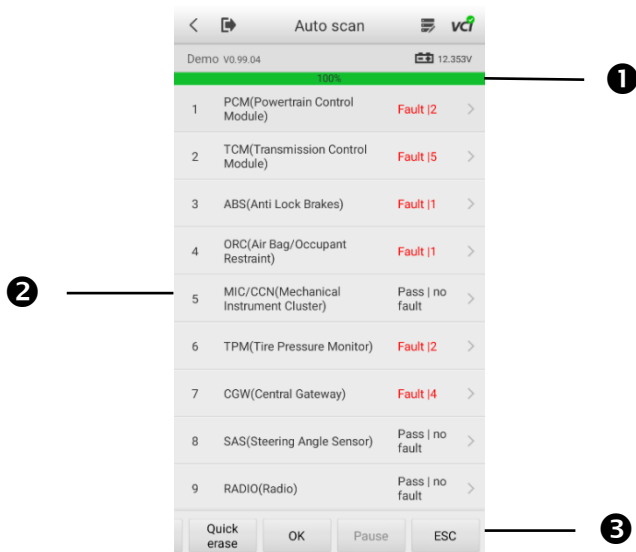 Auto scan
vci
Demo V0.99.04
12.353V
100%
❶
1
PCM(Powertrain Control
Module)
Fault |2
2
TCM(Transmission Control
Module)
Fault |5
3
ABS(Anti Lock Brakes)
Fault |1
4
ORC(Air Bag/Occupant
Restraint)
Fault |1
❷
5
MIC/CCN(Mechanical
Instrument Cluster)
Pass | no
fault
6
TPM(Tire Pressure Monitor)
Fault |2
7
CGW(Central Gateway)
Fault |4
8
SAS(Steering Angle Sensor)
Pass | no
fault
9
RADIO(Radio)
Pass | no
fault
Quick
erase
OK
Pause
ESC
❸